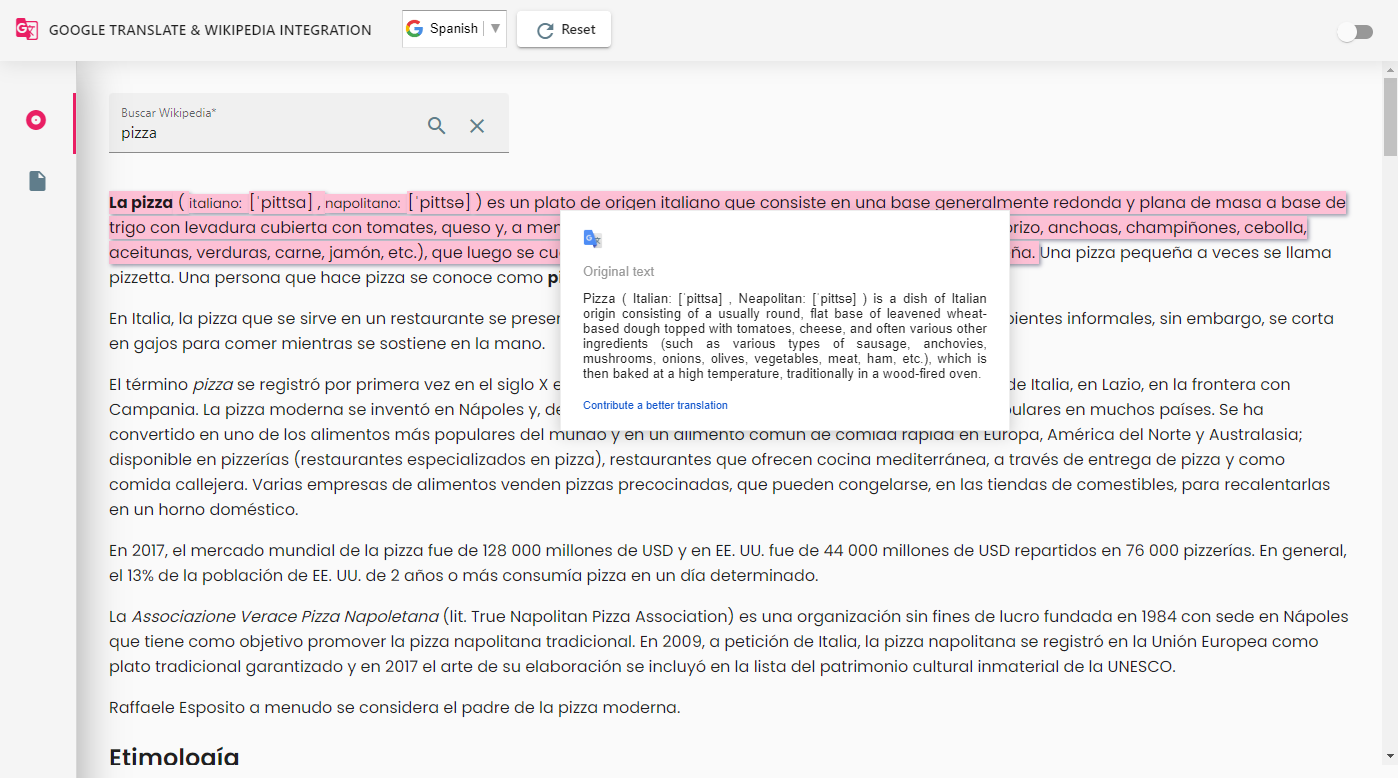 GOOGLE TRANSLATE & WIKIPEDIA INTEGRATION
Spanish
Reset
Buscar Wikipedia*
pizza
La pizza ( italiano: [ˈpittsa] , napolitano: [ˈpittsə] ) es un plato de origen italiano que consiste en una base generalmente redonda y plana de masa a base de
trigo con levadura cubierta con tomates, queso y, a men
orizo, anchoas, champiñones, cebolla,
aceitunas, verduras, carne, jamón, etc.), que luego se cu
ña. Una pizza pequeña a veces se llama
pizzetta. Una persona que hace pizza se conoce como pi
Original text
Pizza ( Italian: [ˈpittsa] , Neapolitan: [ˈpittsə] ) is a dish of Italian
origin consisting of a usually round, flat base of leavened wheat-
based dough topped with tomatoes, cheese, and often various other
ingredients (such as various types of sausage, anchovies,
mushrooms, onions, olives, vegetables, meat, ham, etc.), which is
then baked at a high temperature, traditionally in a wood-fired oven.
Contribute a better translation
En Italia, la pizza que se sirve en un restaurante se presen
bientes informales, sin embargo, se corta
en gajos para comer mientras se sostiene en la mano.
El término pizza se registró por primera vez en el siglo X e
de Italia, en Lazio, en la frontera con
Campania. La pizza moderna se inventó en Nápoles y, de
pulares en muchos países. Se ha
convertido en uno de los alimentos más populares del mundo y en un alimento común de comida rápida en Europa, América del Norte y Australasia;
disponible en pizzerías (restaurantes especializados en pizza), restaurantes que ofrecen cocina mediterránea, a través de entrega de pizza y como
comida callejera. Varias empresas de alimentos venden pizzas precocinadas, que pueden congelarse, en las tiendas de comestibles, para recalentarlas
en un horno doméstico.
En 2017, el mercado mundial de la pizza fue de 128 000 millones de USD y en EE. UU. fue de 44 000 millones de USD repartidos en 76 000 pizzerías. En general,
el 13% de la población de EE. UU. de 2 años o más consumía pizza en un día determinado.
La Associazione Verace Pizza Napoletana (lit. True Napolitan Pizza Association) es una organización sin fines de lucro fundada en 1984 con sede en Nápoles
que tiene como objetivo promover la pizza napolitana tradicional. En 2009, a petición de Italia, la pizza napolitana se registró en la Unión Europea como
plato tradicional garantizado y en 2017 el arte de su elaboración se incluyó en la lista del patrimonio cultural inmaterial de la UNESCO.
Raffaele Esposito a menudo se considera el padre de la pizza moderna.
Etimología